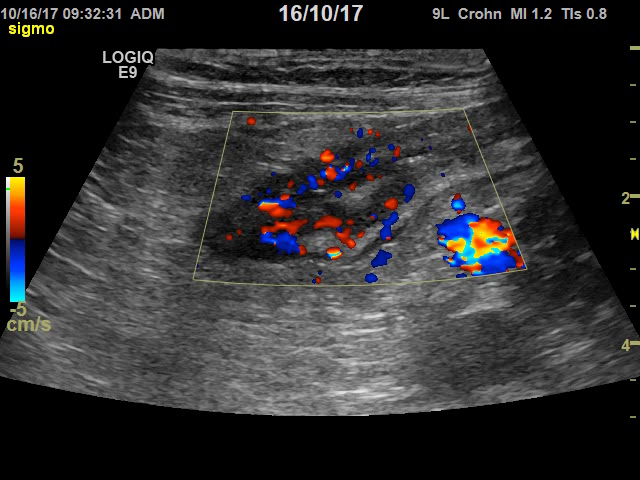 10/16/17 09:32:31 ADM
16/10/17
9L Crohn MI 1.2 TIs 0.8
sigmo
LOGIQ
E9
5
2
-5
cm/s
4